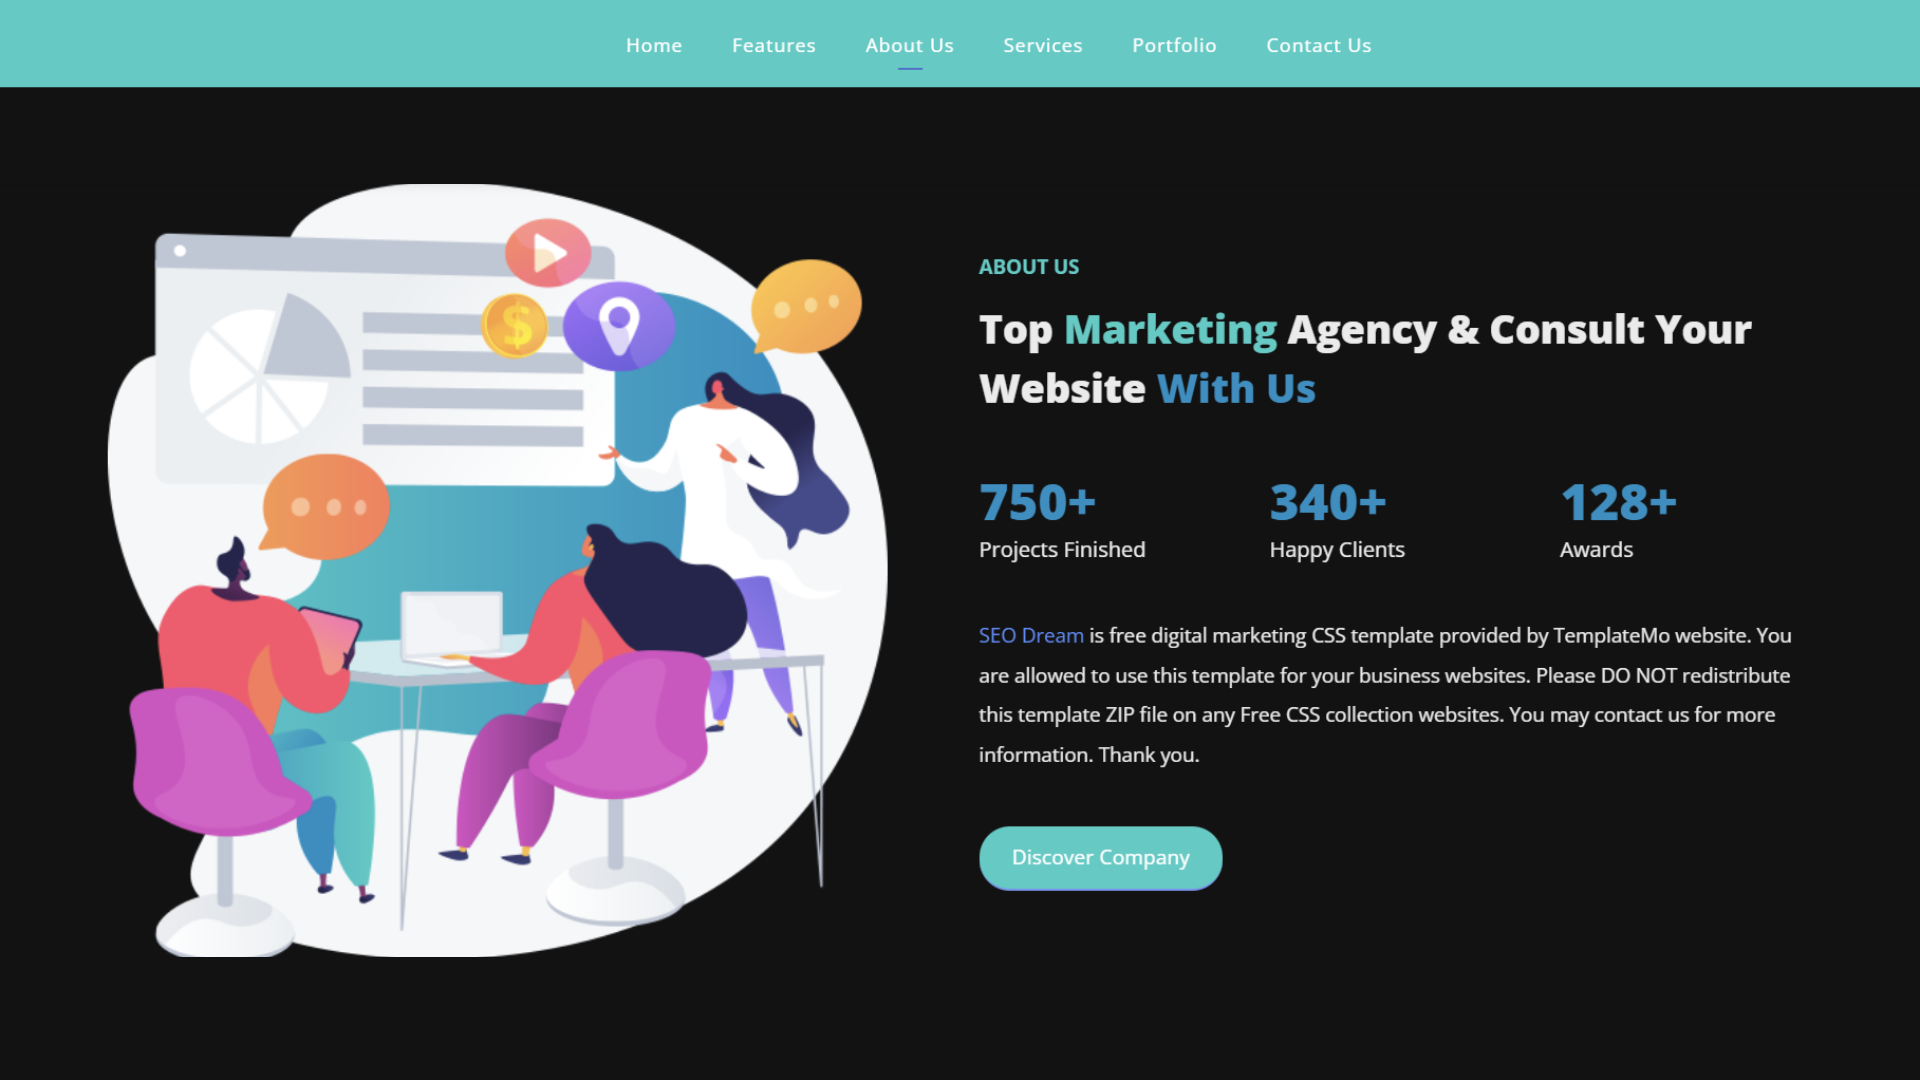 Home Features About Us Services Portfolio Contact Us
$
ABOUT US
Top Marketing Agency & Consult Your
Website With Us
750+ 340+ 128+
Projects Finished Happy Clients Awards
SEO Dream is free digital marketing CSS template provided by TemplateMo website. You
are allowed to use this template for your business websites. Please DO NOT redistribute
this template ZIP file on any Free CSS collection websites. You may contact us for more
information. Thank you.
Discover Company